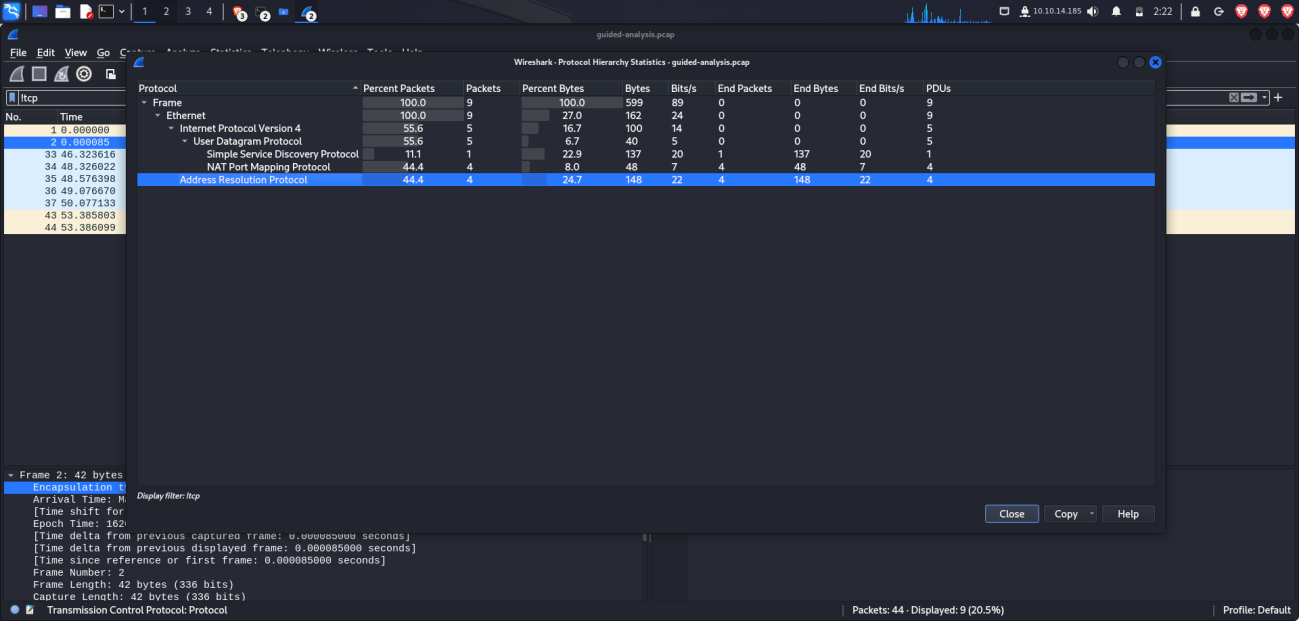 1 2 3 4 3 2 2 10.10.14.185 2:22
guided-analysis.pcap
File Edit View Go
Wireshark · Protocol Hierarchy Statistics · guided-analysis.pcap
!tcp
Protocol Percent Packets Packets Percent Bytes Bytes Bits/s End Packets End Bytes End Bits/s PDUs
Frame 100.0 9 100.0 599 89 0 0 0 9
Ethernet 100.0 9 27.0 162 24 0 0 0 9
Internet Protocol Version 4 55.6 5 16.7 100 14 0 0 0 5
User Datagram Protocol 55.6 5 6.7 40 5 0 0 0 5
Simple Service Discovery Protocol 11.1 1 22.9 137 20 1 137 20 1
NAT Port Mapping Protocol 44.4 4 8.0 48 7 4 48 7 4
Address Resolution Protocol 44.4 4 24.7 148 22 4 148 22 4
No. Time
1 0.000000
2 0.000085
33 46.323616
34 48.326022
35 48.576398
36 49.076670
37 50.077133
43 53.385803
44 53.386099
Display filter: !tcp
Close Copy Help
Frame 2: 42 bytes
Encapsulation
Arrival Time:
[Time shift for
Epoch Time:
[Time delta from previous captured frame: 0.000085000 seconds]
[Time delta from previous displayed frame: 0.000085000 seconds]
[Time since reference or first frame: 0.000085000 seconds]
Frame Number: 2
Frame Length: 42 bytes (336 bits)
Capture Length: 42 bytes (336 bits)
Transmission Control Protocol: Protocol
Packets: 44 · Displayed: 9 (20.5%)
Profile: Default